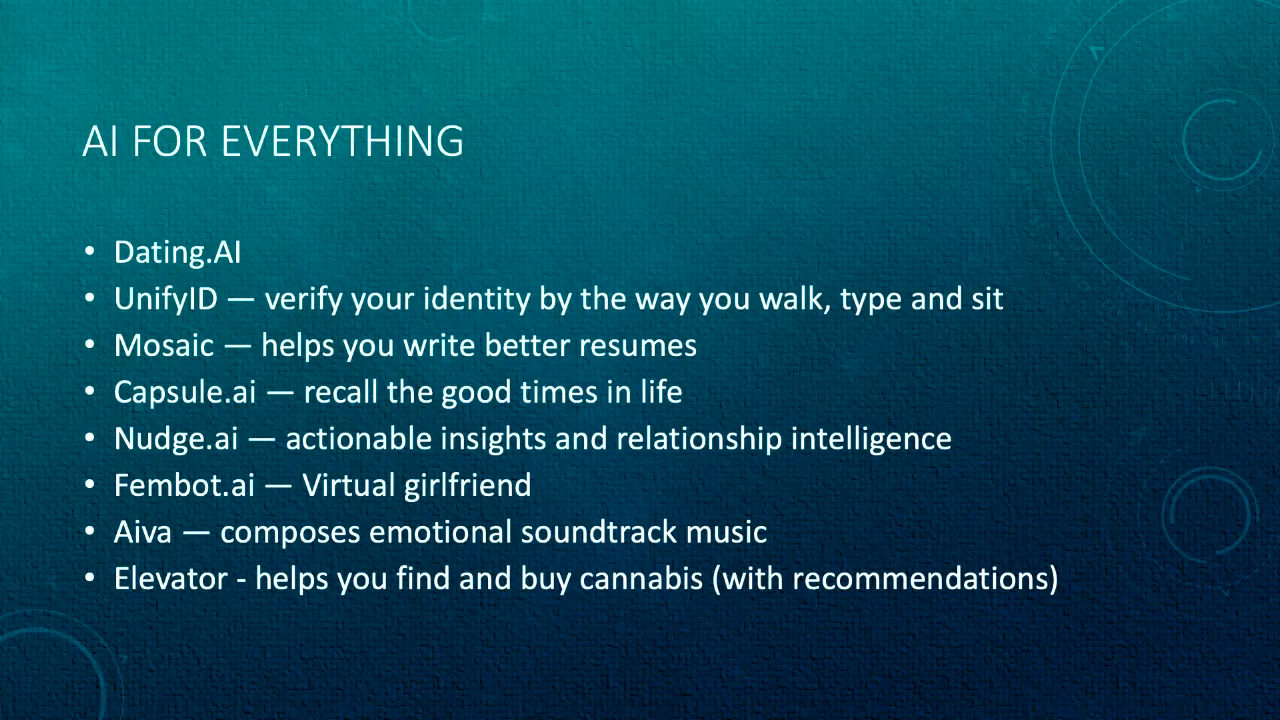 AI FOR EVERYTHING
• Dating.AI
• UnifyID — verify your identity by the way you walk, type and sit
• Mosaic — helps you write better resumes
• Capsule.ai — recall the good times in life
• Nudge.ai — actionable insights and relationship intelligence
• Fembot.ai — Virtual girlfriend
• Aiva — composes emotional soundtrack music
• Elevator - helps you find and buy cannabis (with recommendations)